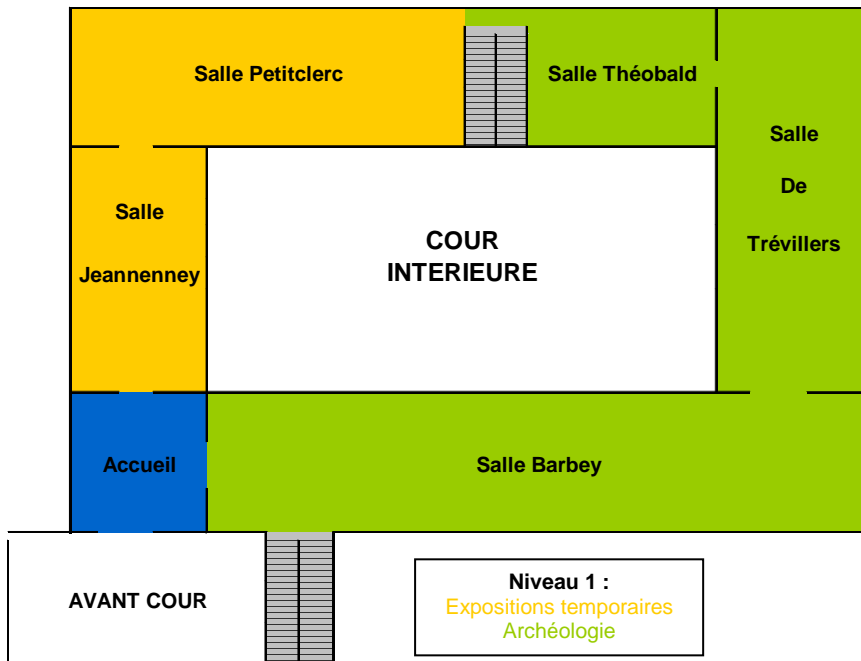 Salle Petitclerc
Salle Théobald
Salle
De
Trévillers
Salle
Jeannenney
COUR
INTERIEURE
Accueil
Salle Barbey
AVANT COUR
Niveau 1 :
Expositions temporaires
Archéologie